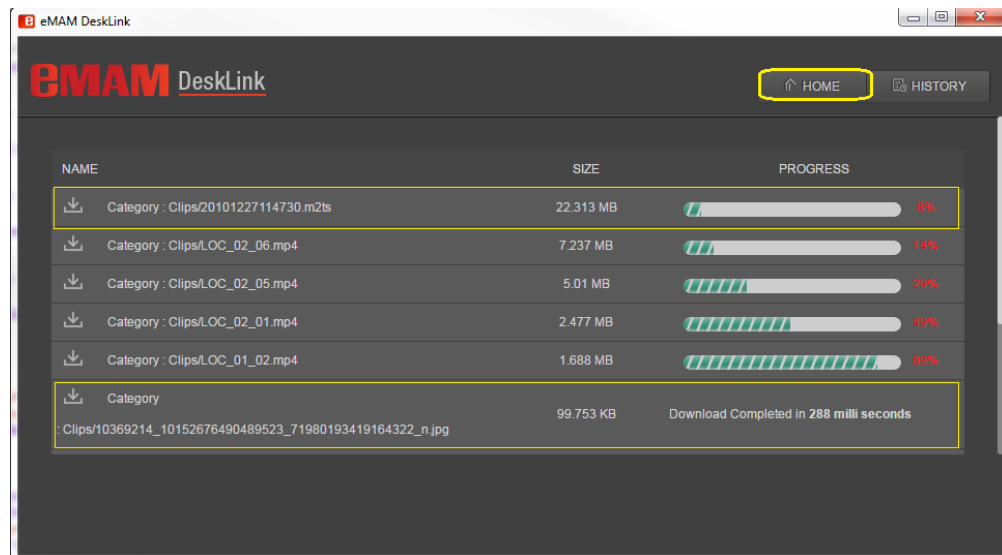 eMAM DeskLink
eMAM DeskLink
HOME
HISTORY
NAME SIZE PROGRESS
Category : Clips/20101227114730.m2ts 22.313 MB 8%
Category : Clips/LOC_02_06.mp4 7.237 MB 14%
Category : Clips/LOC_02_05.mp4 5.01 MB 29%
Category : Clips/LOC_02_01.mp4 2.477 MB 49%
Category : Clips/LOC_01_02.mp4 1.688 MB 89%
Category
: Clips/10369214_10152676490489523_71980193419164322_n.jpg 99.753 KB Download Completed in 288 milli seconds